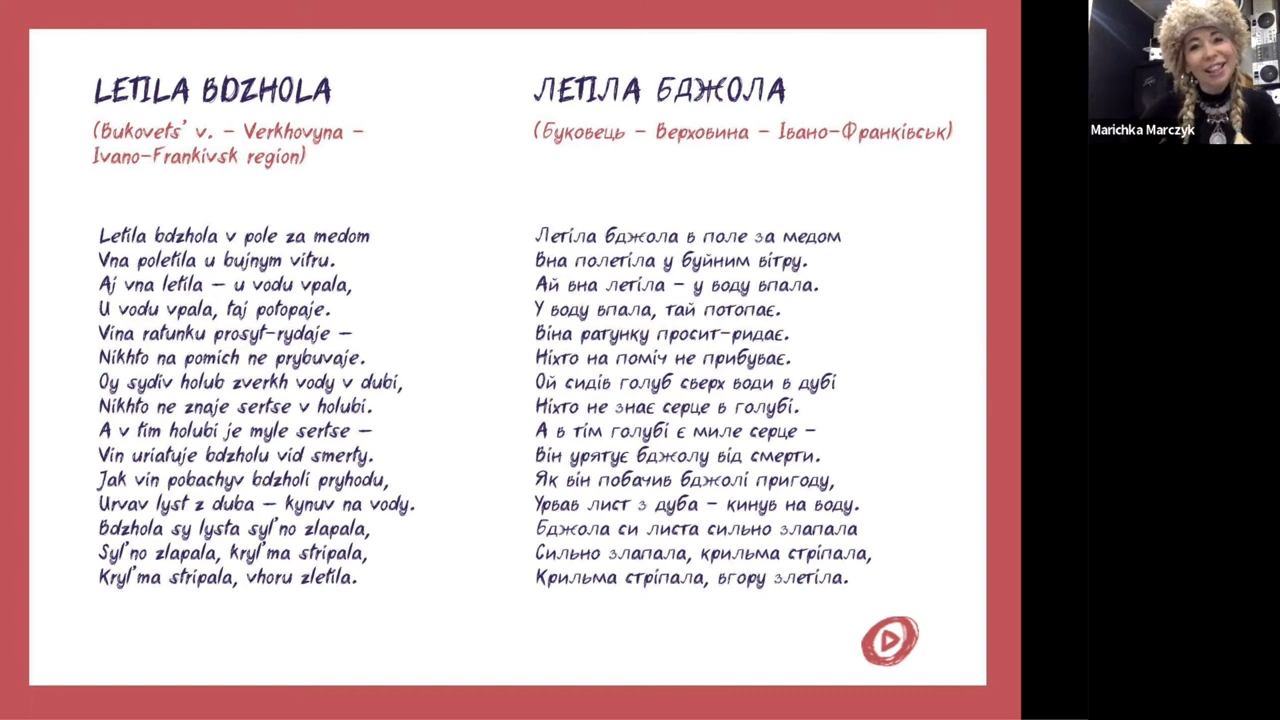 LETILA BDZHOLA
(Bukovets' v. – Verkhovyna –
Ivano-Frankivsk region)
Letila bdzhola v pole za medom
Vna poletila u bujnym vitru.
Aj vna letila – u vodu vpala,
U vodu vpala, taj potopaje.
Vina ratunku prosyt-rydaje –
Nikhto na pomich ne prybuvaje.
Oy sydiv holub zverkh vody v dubi,
Nikhto ne znaje sertse v holubi.
A v tim holubi je myle sertse –
Vin uriatuje bdzholu vid smerty.
Jak vin pobachyv bdzholi pryhodu,
Urvav lyst z duba – kynuv na vody.
Bdzhola sy lysta syl'no zlapala,
Syl'no zlapala, kryl'ma stripala,
Kryl'ma stripala, vhoru zletila.
ЛЕТІЛА БДЖОЛА
(Буковець – Верховина – Івано-Франківськ)
Летіла бджола в поле за медом
Вна полетіла у буйним вітру.
Ай вна летіла – у воду впала.
У воду впала, тай потопає.
Віна ратунку просит-ридає.
Ніхто на поміч не прибуває.
Ой сидів голуб сверх води в дубі
Ніхто не знає серце в голубі.
А в тім голубі є миле серце –
Він урятує бджолу від смерти.
Як він побачив бджолі пригоду,
Урвав лист з дуба – кинув на воду.
Бджола си листа сильно злапала
Сильно злапала, крильма стріпала,
Крильма стріпала, вгору злетіла.
Marichka Marczyk